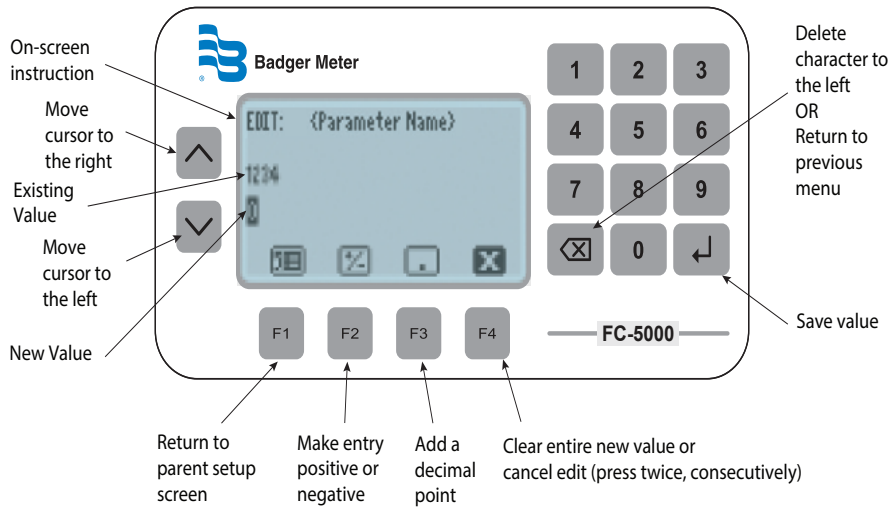 On-screen
instruction
Move
cursor to
the right
Existing
Value
Move
cursor to
the left
New Value
® Badger Meter
EDIT: {Parameter Name}
1234
0
+/-
.
X
F1
F2
F3
F4
1 2 3
4 5 6
7 8 9
0
FC-5000
Delete
character to
the left
OR
Return to
previous
menu
Save value
Return to
parent setup
screen
Make entry
positive or
negative
Add a
decimal
point
Clear entire new value or
cancel edit (press twice, consecutively)